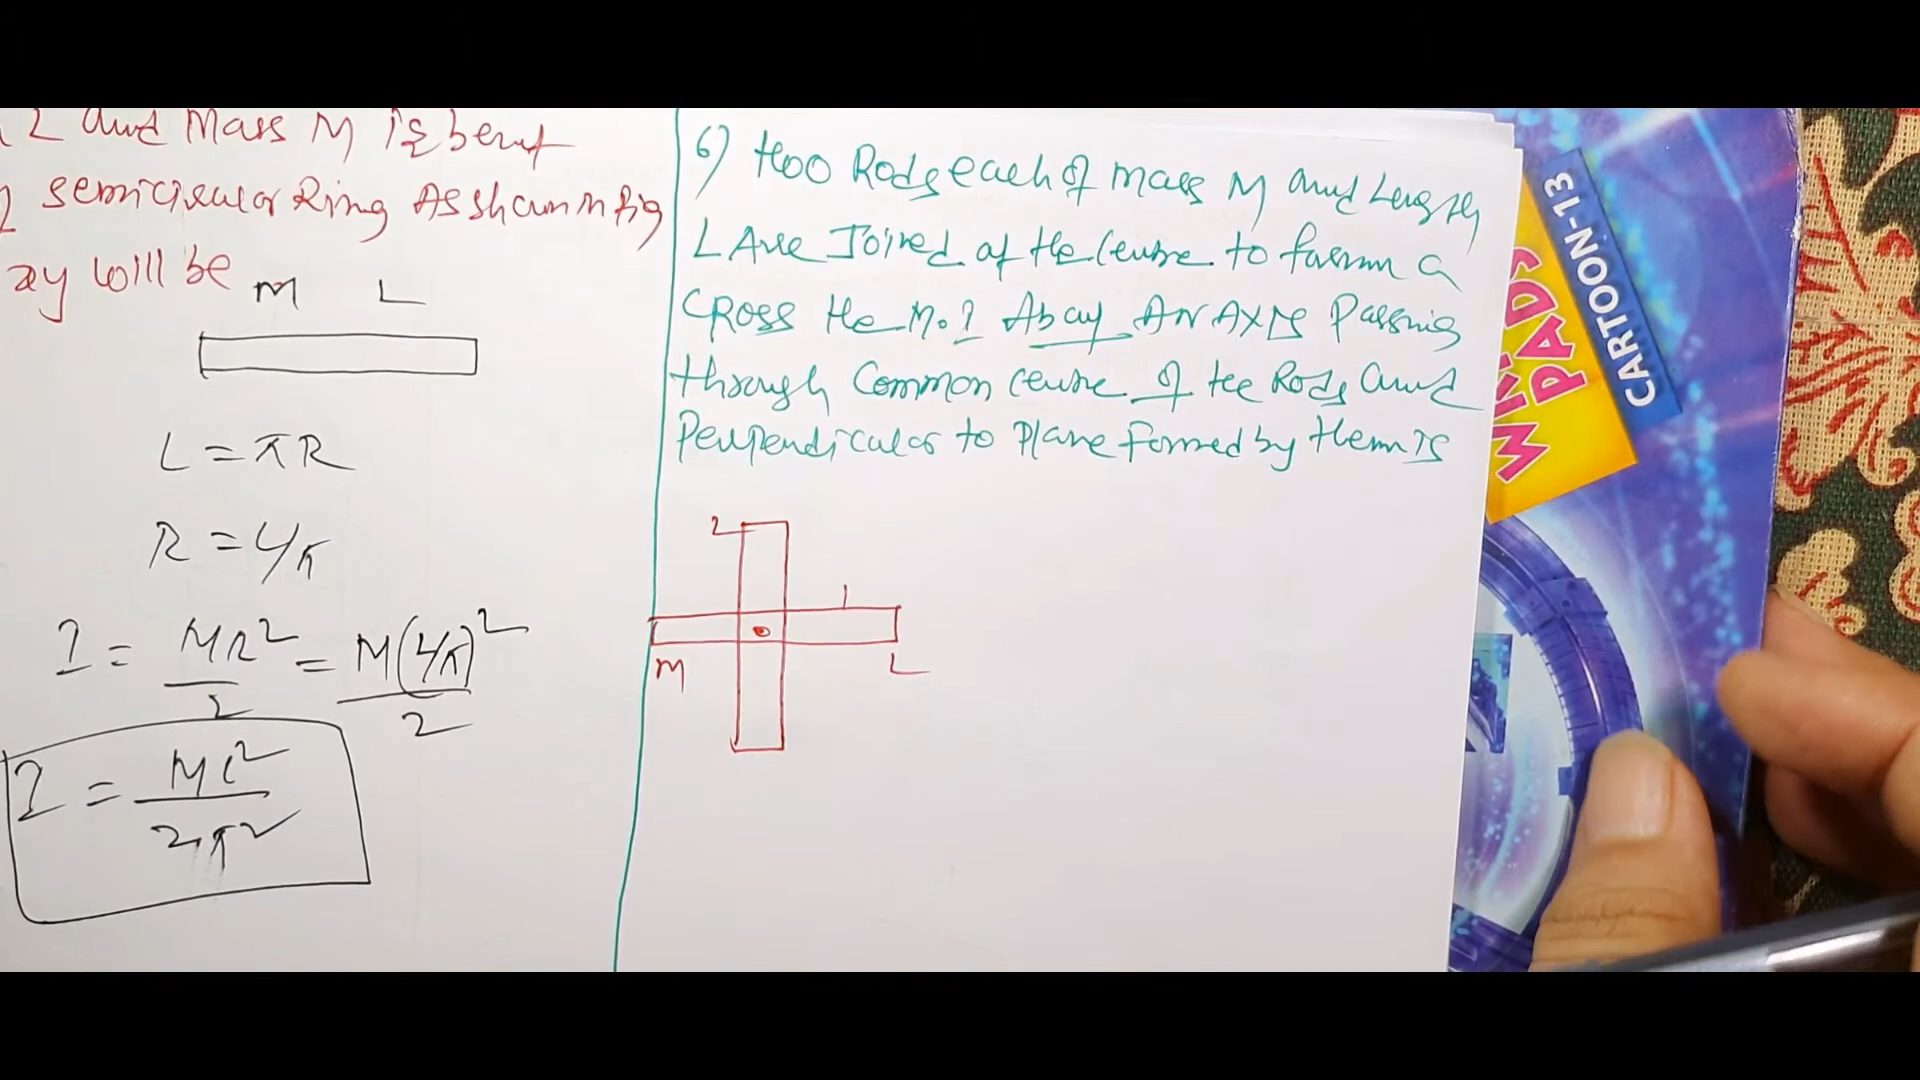 L and Mass M is bent
semicircular Ring As shown in fig
xy will be
M L
L = πR
R = L/π
I = MR²/2 = M(L/π)²/2
I = ML²/2π²
6) two Rods each of mass M and Length
L Are Joined at the Centre to form a
CROSS the M.I About AN AXIS Passing
through Common Centre of the Rods and
Perpendicular to Plane formed by them is
2
1
M L
CARTOON-13
PADS